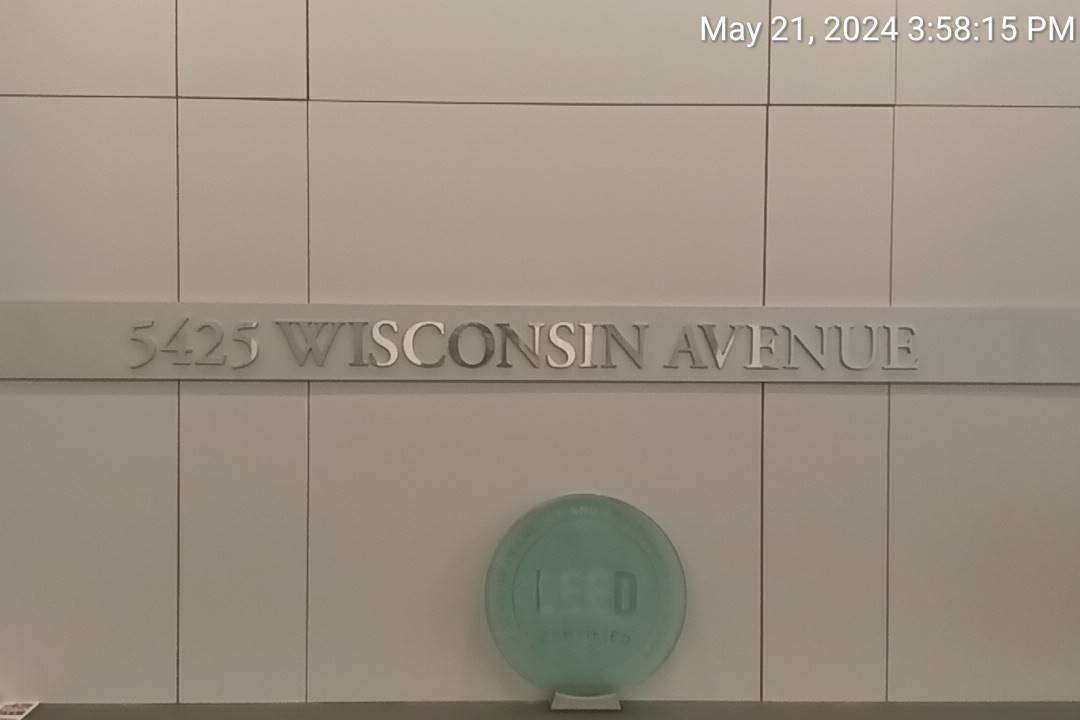 May 21, 2024 3:58:15 PM
5425 WISCONSIN AVENUE
LEED
CERTIFIED